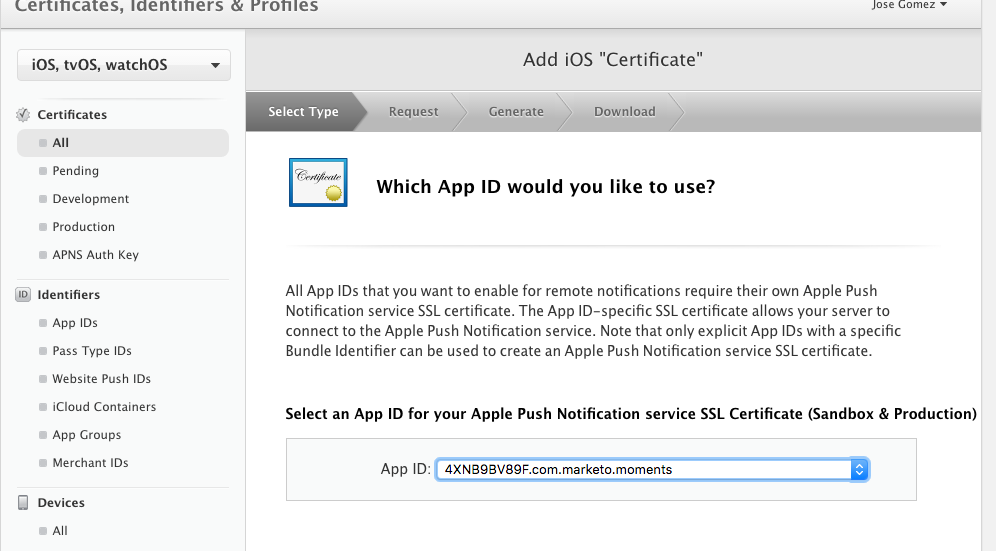 Certificates, Identifiers & Profiles
Jose Gomez
iOS, tvOS, watchOS
Certificates
All
Pending
Development
Production
APNS Auth Key
ID Identifiers
App IDs
Pass Type IDs
Website Push IDs
iCloud Containers
App Groups
Merchant IDs
Devices
All
Add iOS "Certificate"
Select Type
Request
Generate
Download
Certificate
Which App ID would you like to use?
All App IDs that you want to enable for remote notifications require their own Apple Push
Notification service SSL certificate. The App ID-specific SSL certificate allows your server to
connect to the Apple Push Notification service. Note that only explicit App IDs with a specific
Bundle Identifier can be used to create an Apple Push Notification service SSL certificate.
Select an App ID for your Apple Push Notification service SSL Certificate (Sandbox & Production)
App ID: 4XNB9BV89F.com.marketo.moments